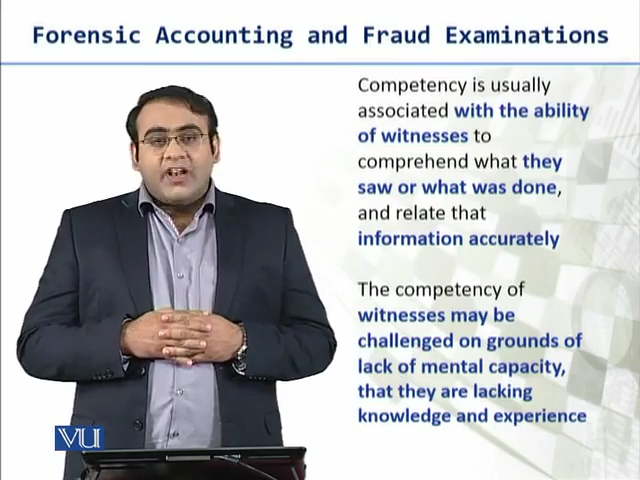 Forensic Accounting and Fraud Examinations
Competency is usually
associated with the ability
of witnesses to
comprehend what they
saw or what was done,
and relate that
information accurately
The competency of
witnesses may be
challenged on grounds of
lack of mental capacity,
that they are lacking
knowledge and experience
VU